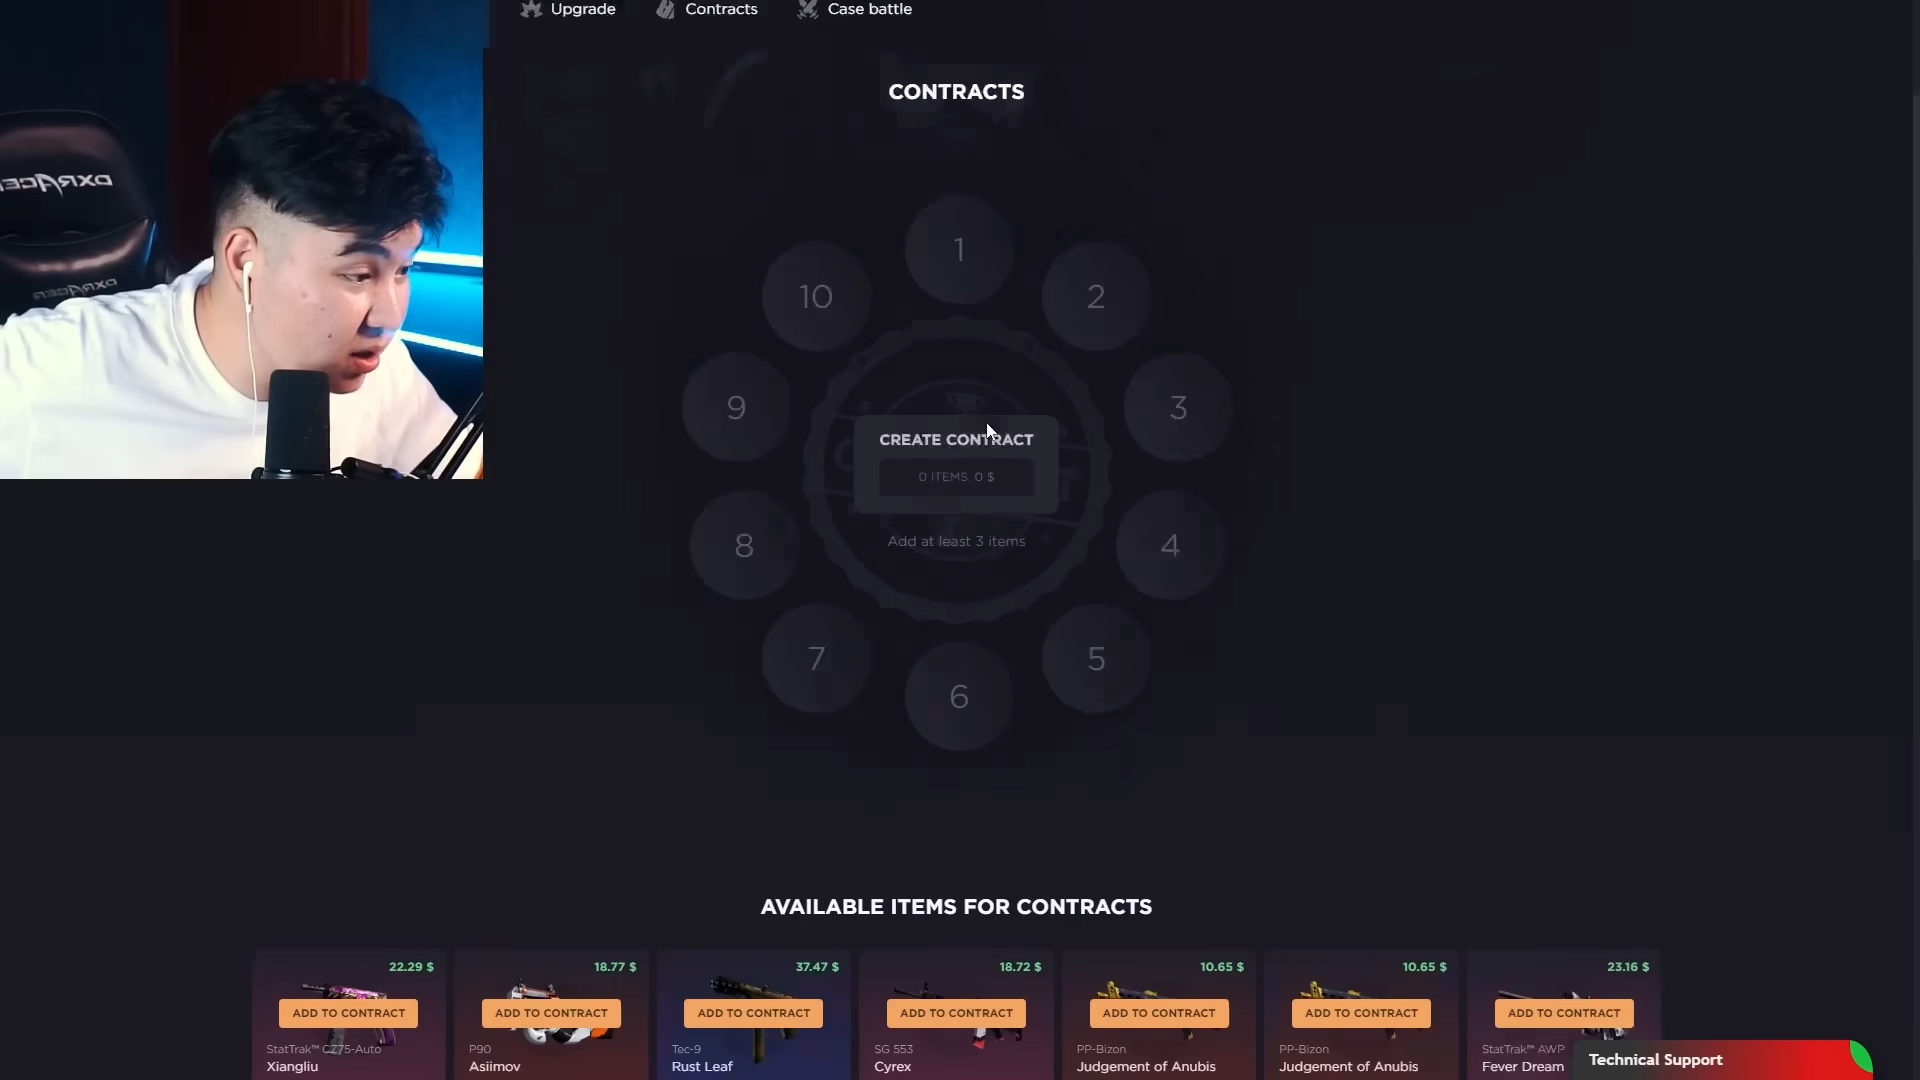 Upgrade
Contracts
Case battle
CONTRACTS
1
10
2
9
3
CREATE CONTRACT
0 ITEMS, 0 $
Add at least 3 items
8
4
7
5
6
AVAILABLE ITEMS FOR CONTRACTS
22.29 $
18.77 $
37.47 $
18.72 $
10.65 $
10.65 $
23.16 $
ADD TO CONTRACT
ADD TO CONTRACT
ADD TO CONTRACT
ADD TO CONTRACT
ADD TO CONTRACT
ADD TO CONTRACT
ADD TO CONTRACT
StatTrak™ CZ75-Auto
Xiangliu
P90
Asiimov
Tec-9
Rust Leaf
SG 553
Cyrex
PP-Bizon
Judgement of Anubis
PP-Bizon
Judgement of Anubis
StatTrak™ AWP
Fever Dream
Technical Support
DXRACER
DXRACER